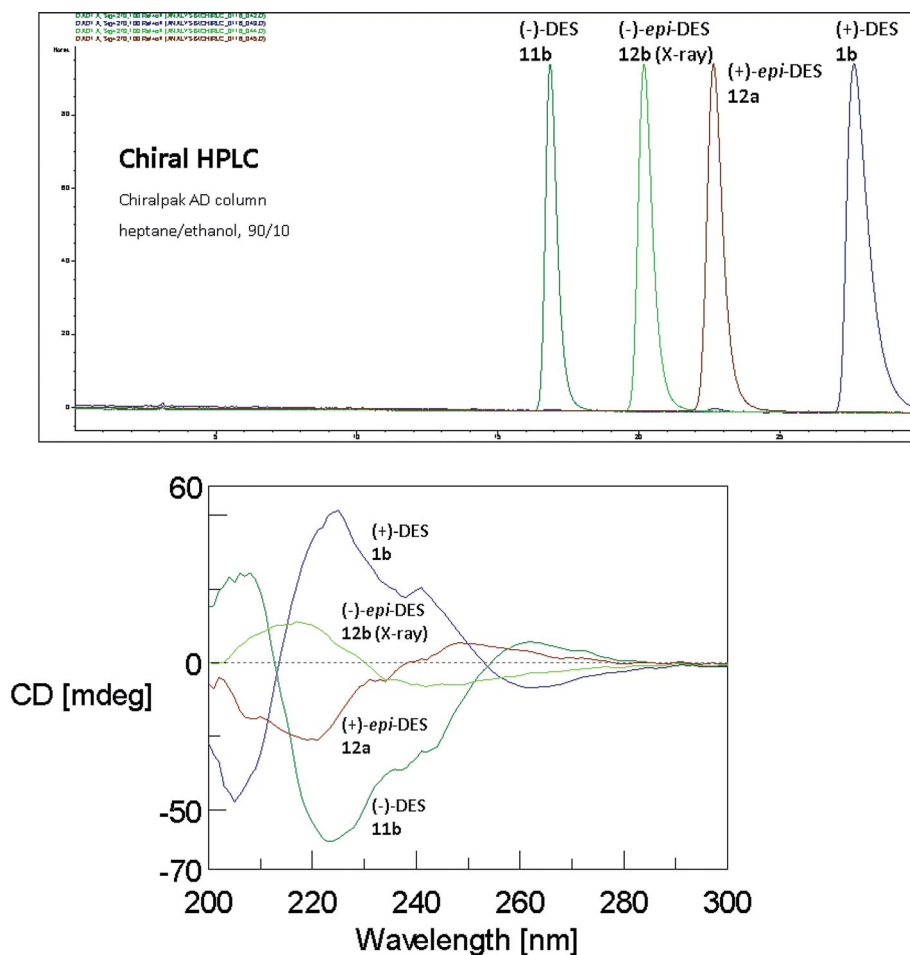 (-)-DES
11b
(-)-epi-DES
12b (X-ray)
(+)-epi-DES
12a
(+)-DES
1b
Norm.
80
60
40
20
0
5
10
15
20
25
Chiral HPLC
Chiralpak AD column
heptane/ethanol, 90/10
60
0
-50
-70
CD [mdeg]
(+)-DES
1b
(-)-epi-DES
12b (X-ray)
(+)-epi-DES
12a
(-)-DES
11b
200
220
240
260
280
300
Wavelength [nm]